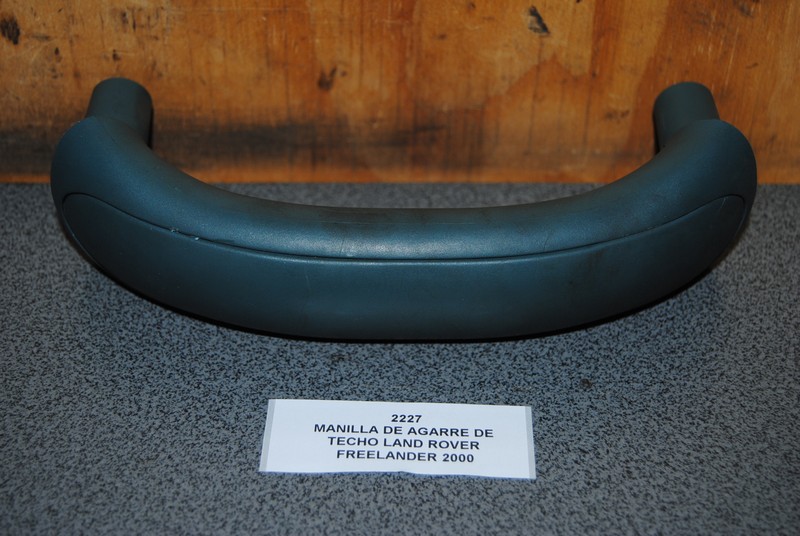 2227
MANILLA DE AGARRE DE
TECHO LAND ROVER
FREELANDER 2000